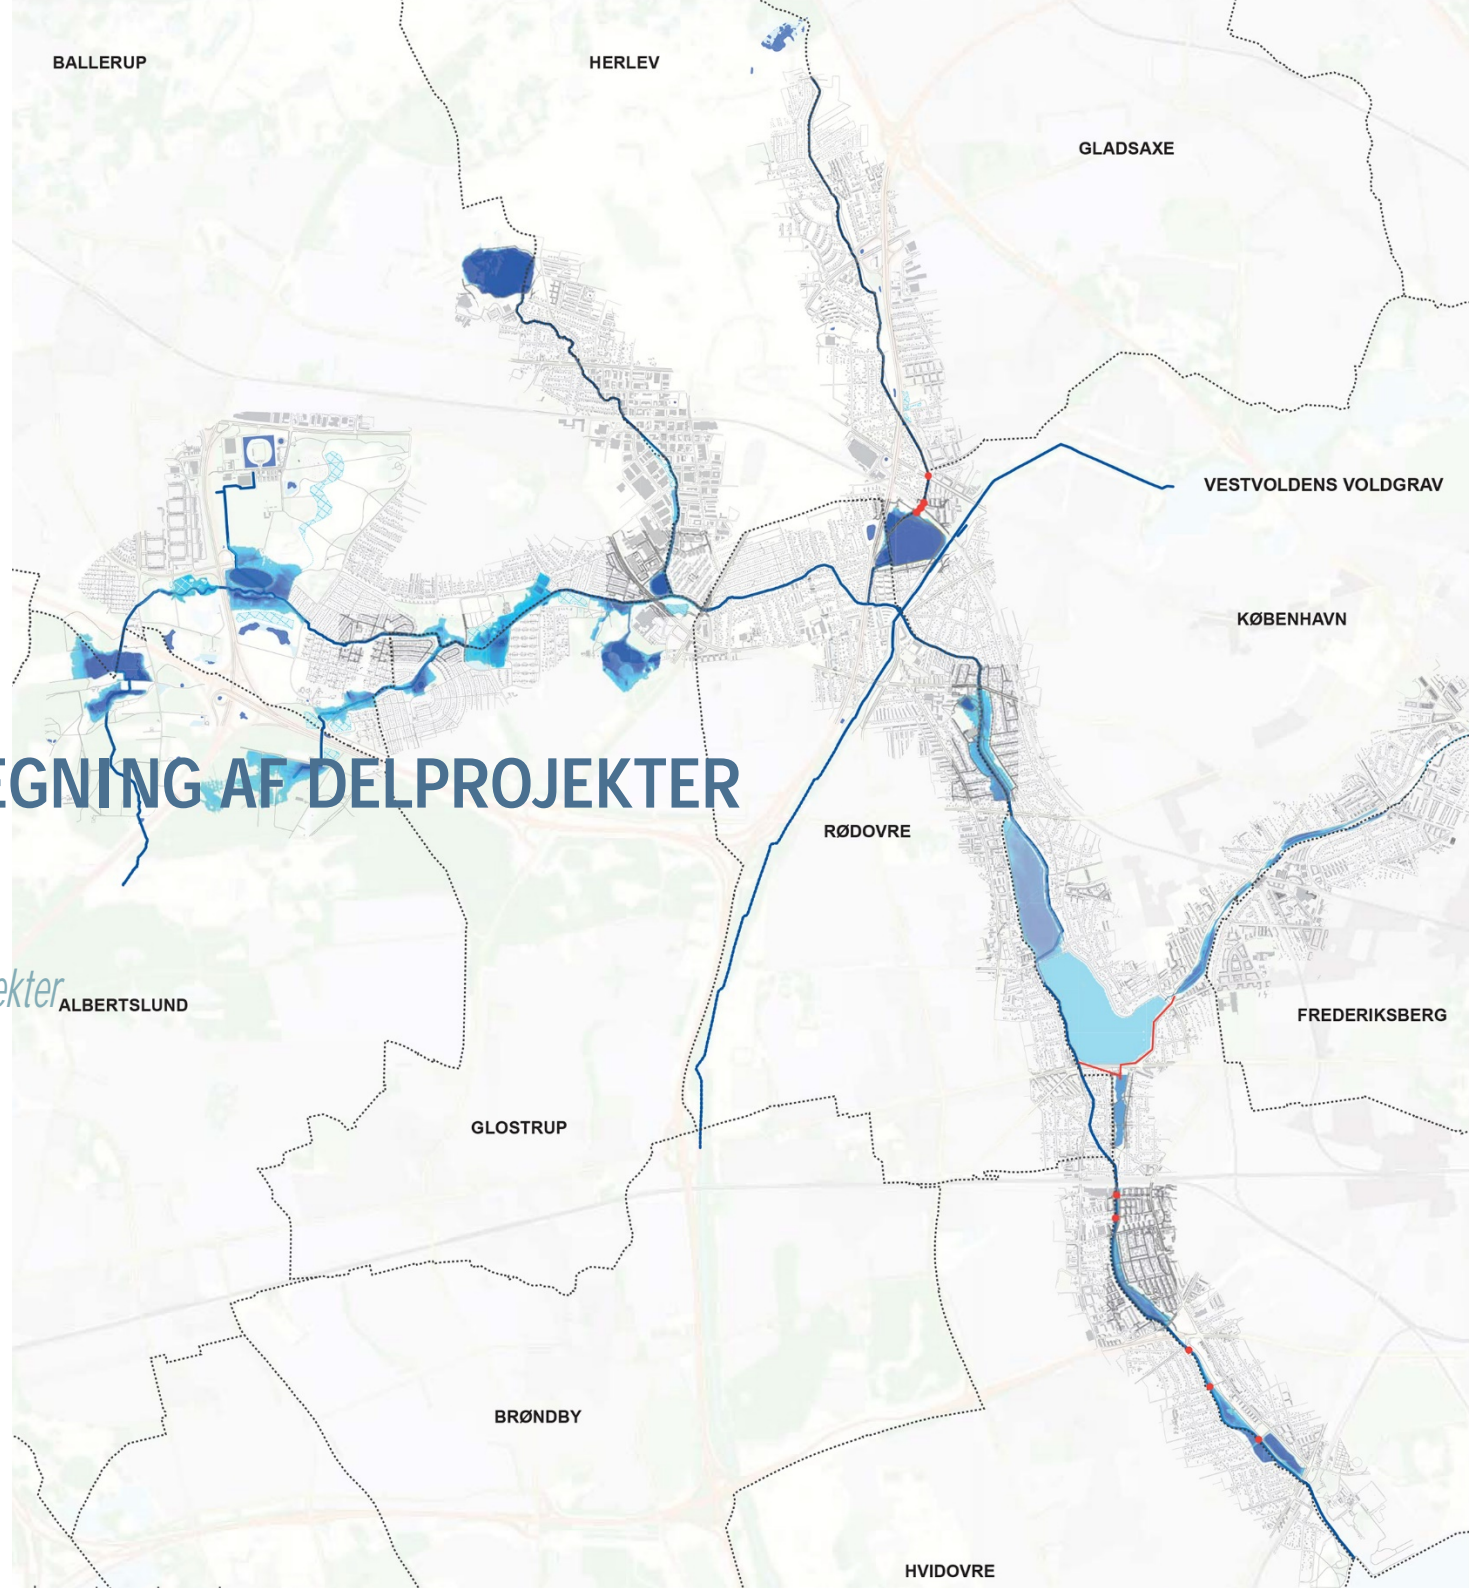 BALLERUP
HERLEV
GLADSAXE
VESTVOLDENS VOLDGRAV
KØBENHAVN
EGNING AF DELPROJEKTER
RØDOVRE
ekter
ALBERTSLUND
FREDERIKSBERG
GLOSTRUP
BRØNDBY
HVIDOVRE